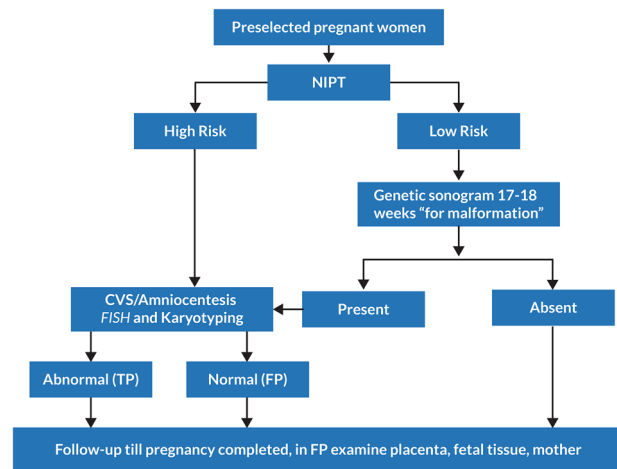 Preselected pregnant women
NIPT
High Risk
Low Risk
Genetic sonogram 17-18
weeks “for malformation”
CVS/Amniocentesis
FISH and Karyotyping
Present
Absent
Abnormal (TP)
Normal (FP)
Follow-up till pregnancy completed, in FP examine placenta, fetal tissue, mother